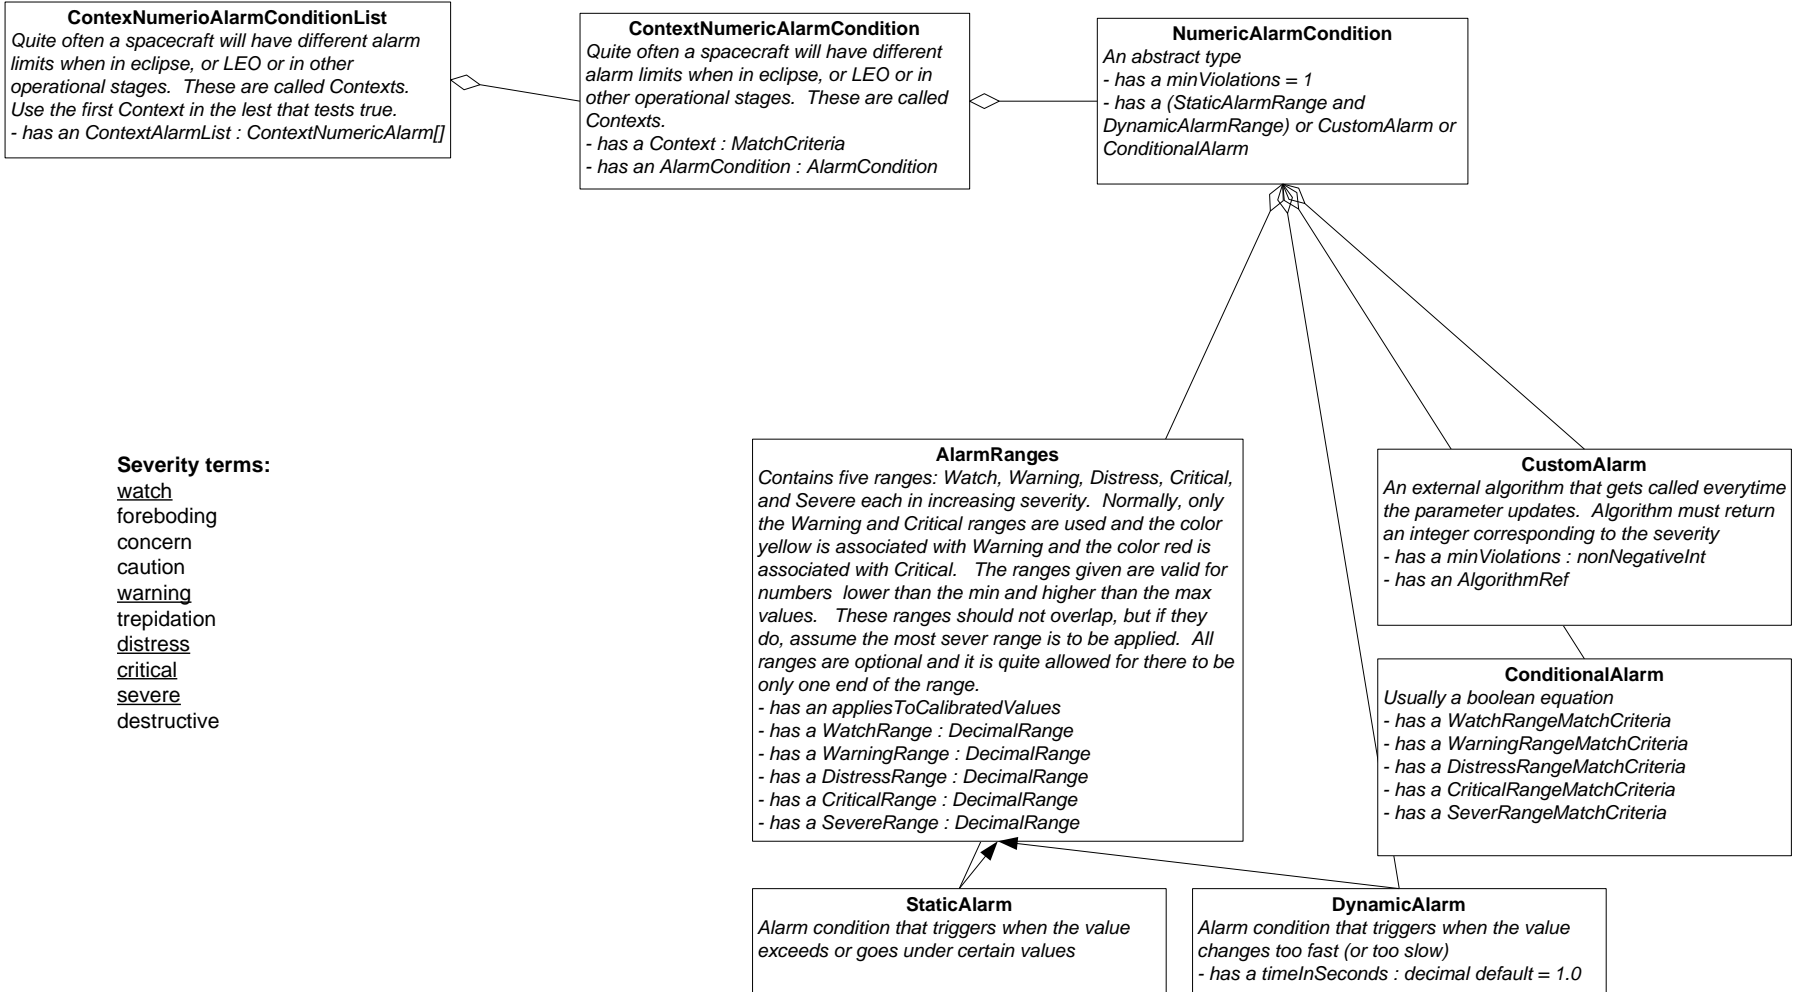 ContexNumerioAlarmConditionList
Quite often a spacecraft will have different alarm
limits when in eclipse, or LEO or in other
operational stages.  These are called Contexts.
Use the first Context in the lest that tests true.
- has an ContextAlarmList : ContextNumericAlarm[]
ContextNumericAlarmCondition
Quite often a spacecraft will have different
alarm limits when in eclipse, or LEO or in
other operational stages.  These are called
Contexts.
- has a Context : MatchCriteria
- has an AlarmCondition : AlarmCondition
NumericAlarmCondition
An abstract type
- has a minViolations = 1
- has a (StaticAlarmRange and
DynamicAlarmRange) or CustomAlarm or
ConditionalAlarm
Severity terms:
watch
foreboding
concern
caution
warning
trepidation
distress
critical
severe
destructive
AlarmRanges
Contains five ranges: Watch, Warning, Distress, Critical,
and Severe each in increasing severity.  Normally, only
the Warning and Critical ranges are used and the color
yellow is associated with Warning and the color red is
associated with Critical.   The ranges given are valid for
numbers  lower than the min and higher than the max
values.   These ranges should not overlap, but if they
do, assume the most sever range is to be applied.  All
ranges are optional and it is quite allowed for there to be
only one end of the range.
- has an appliesToCalibratedValues
- has a WatchRange : DecimalRange
- has a WarningRange : DecimalRange
- has a DistressRange : DecimalRange
- has a CriticalRange : DecimalRange
- has a SevereRange : DecimalRange
CustomAlarm
An external algorithm that gets called everytime
the parameter updates.  Algorithm must return
an integer corresponding to the severity
- has a minViolations : nonNegativeInt
- has an AlgorithmRef
ConditionalAlarm
Usually a boolean equation
- has a WatchRangeMatchCriteria
- has a WarningRangeMatchCriteria
- has a DistressRangeMatchCriteria
- has a CriticalRangeMatchCriteria
- has a SeverRangeMatchCriteria
StaticAlarm
Alarm condition that triggers when the value
exceeds or goes under certain values
DynamicAlarm
Alarm condition that triggers when the value
changes too fast (or too slow)
- has a timeInSeconds : decimal default = 1.0